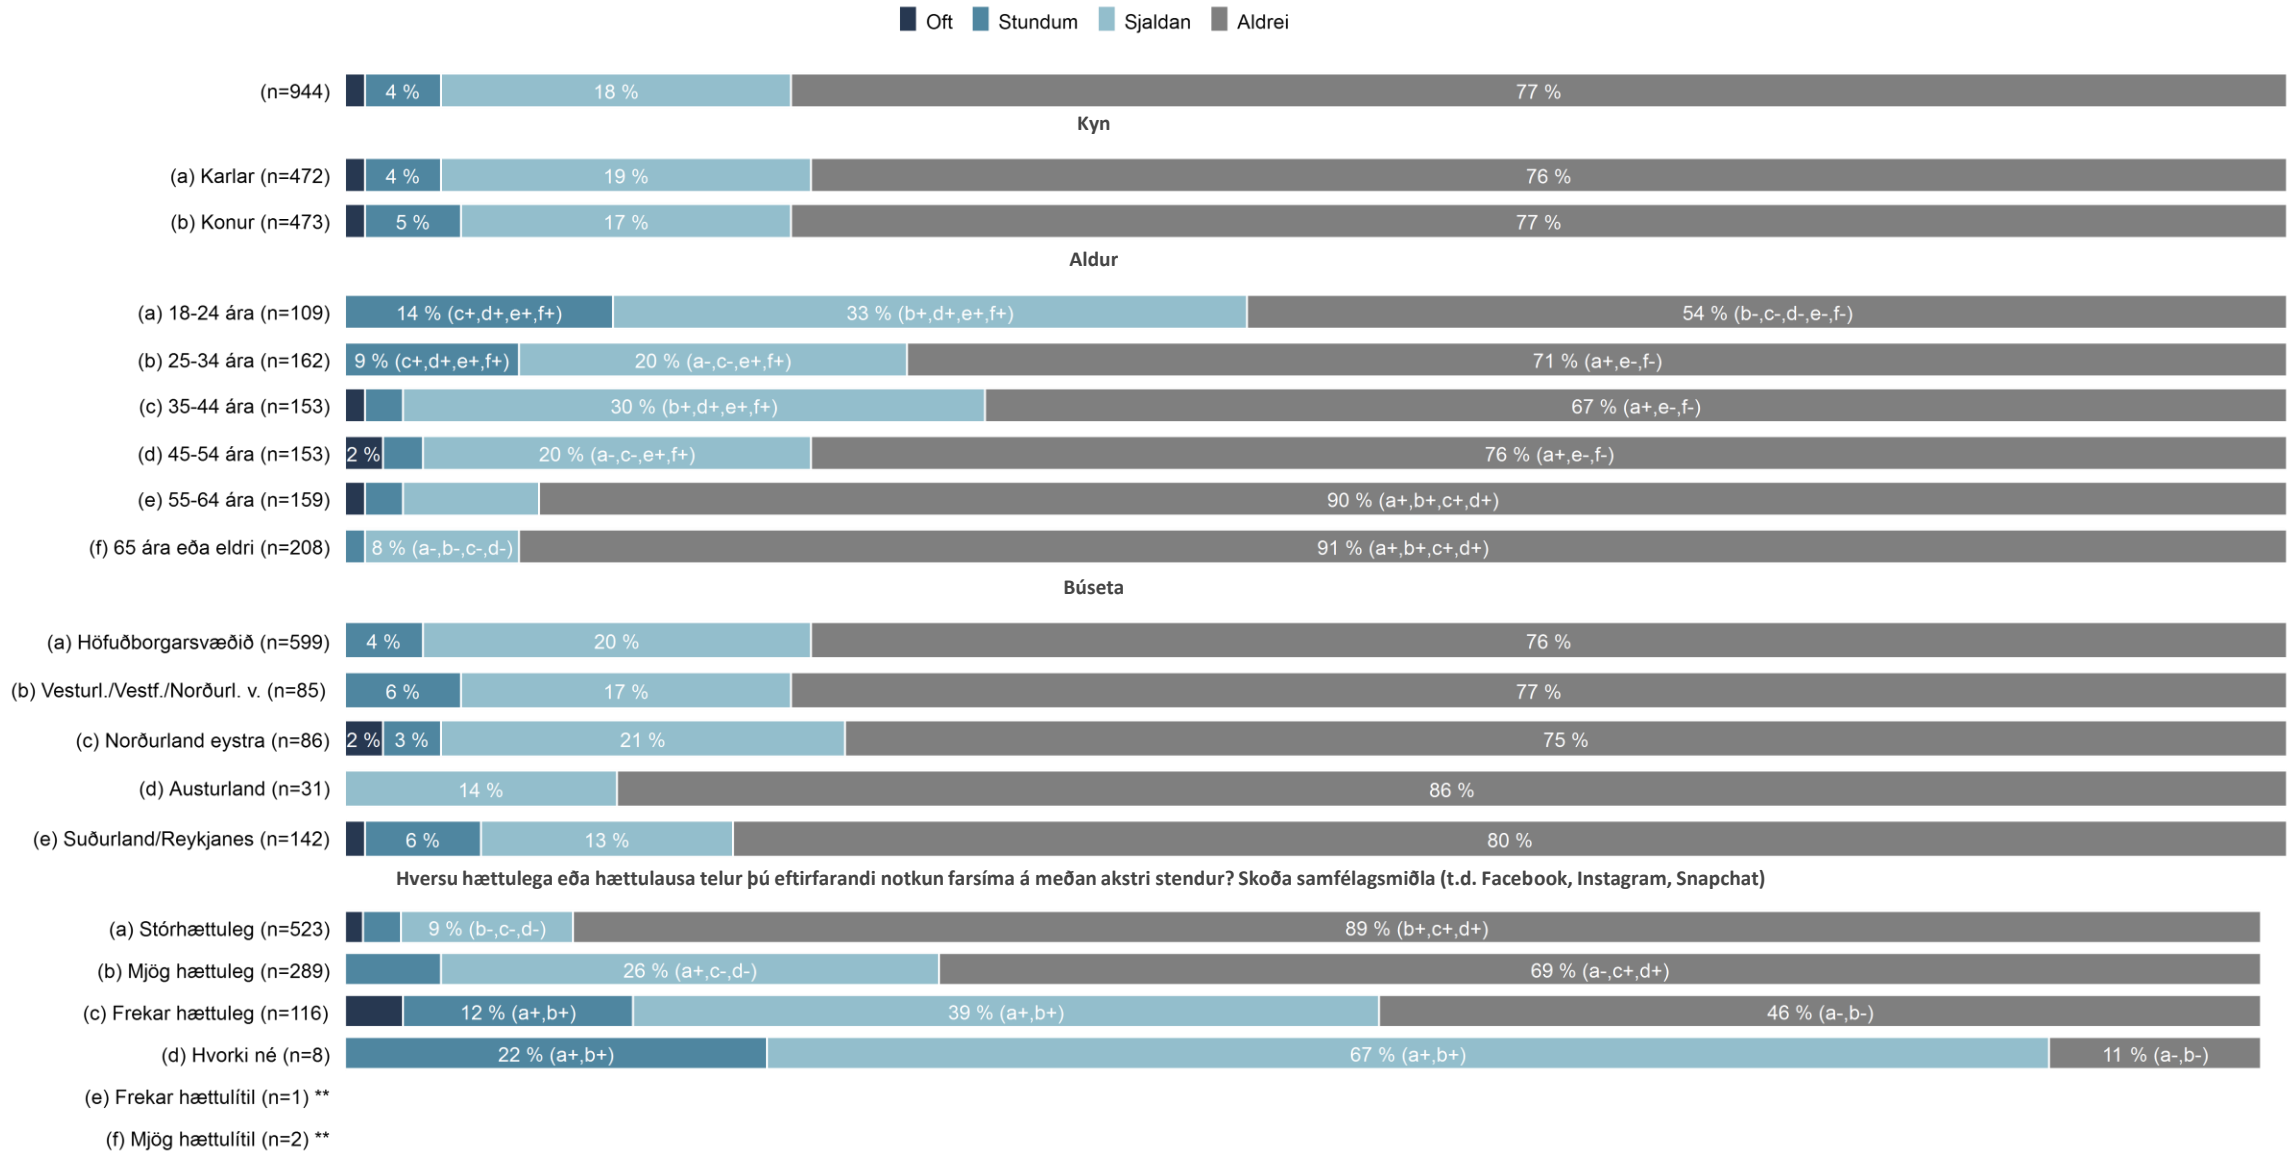 Oft Stundum Sjaldan Aldrei
(n=944) 4 % 18 % 77 %
Kyn
(a) Karlar (n=472) 4 % 19 % 76 %
(b) Konur (n=473) 5 % 17 % 77 %
Aldur
(a) 18-24 ára (n=109) 14 % (c+,d+,e+,f+) 33 % (b+,d+,e+,f+) 54 % (b-,c-,d-,e-,f-)
(b) 25-34 ára (n=162) 9 % (c+,d+,e+,f+) 20 % (a-,c-,e+,f+) 71 % (a+,e-,f-)
(c) 35-44 ára (n=153) 30 % (b+,d+,e+,f+) 67 % (a+,e-,f-)
(d) 45-54 ára (n=153) 2 % 20 % (a-,c-,e+,f+) 76 % (a+,e-,f-)
(e) 55-64 ára (n=159) 90 % (a+,b+,c+,d+)
(f) 65 ára eða eldri (n=208) 8 % (a-,b-,c-,d-) 91 % (a+,b+,c+,d+)
Búseta
(a) Höfuðborgarsvæðið (n=599) 4 % 20 % 76 %
(b) Vesturl./Vestf./Norðurl. v. (n=85) 6 % 17 % 77 %
(c) Norðurland eystra (n=86) 2 % 3 % 21 % 75 %
(d) Austurland (n=31) 14 % 86 %
(e) Suðurland/Reykjanes (n=142) 6 % 13 % 80 %
Hversu hættulega eða hættulausa telur þú eftirfarandi notkun farsíma á meðan akstri stendur? Skoða samfélagsmiðla (t.d. Facebook, Instagram, Snapchat)
(a) Stórhættuleg (n=523) 9 % (b-,c-,d-) 89 % (b+,c+,d+)
(b) Mjög hættuleg (n=289) 26 % (a+,c-,d-) 69 % (a-,c+,d+)
(c) Frekar hættuleg (n=116) 12 % (a+,b+) 39 % (a+,b+) 46 % (a-,b-)
(d) Hvorki né (n=8) 22 % (a+,b+) 67 % (a+,b+) 11 % (a-,b-)
(e) Frekar hættulítil (n=1) **
(f) Mjög hættulítil (n=2) **